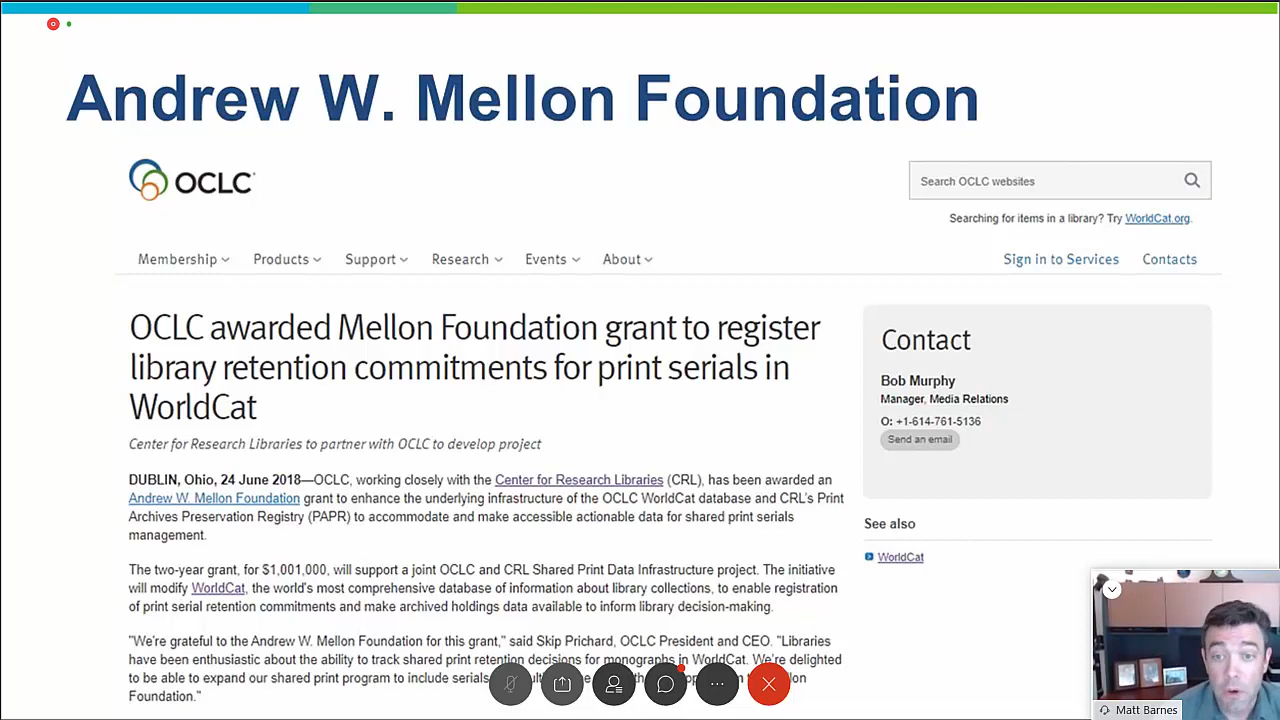 Andrew W. Mellon Foundation
OCLC
Search OCLC websites
Searching for items in a library? Try WorldCat.org.
Membership Products Support Research Events About Sign in to Services Contacts
OCLC awarded Mellon Foundation grant to register
library retention commitments for print serials in
WorldCat
Center for Research Libraries to partner with OCLC to develop project
DUBLIN, Ohio, 24 June 2018—OCLC, working closely with the Center for Research Libraries (CRL), has been awarded an
Andrew W. Mellon Foundation grant to enhance the underlying infrastructure of the OCLC WorldCat database and CRL's Print
Archives Preservation Registry (PAPR) to accommodate and make accessible actionable data for shared print serials
management.
The two-year grant, for $1,001,000, will support a joint OCLC and CRL Shared Print Data Infrastructure project. The initiative
will modify WorldCat, the world's most comprehensive database of information about library collections, to enable registration
of print serial retention commitments and make archived holdings data available to inform library decision-making.
"We're grateful to the Andrew W. Mellon Foundation for this grant," said Skip Prichard, OCLC President and CEO. "Libraries
have been enthusiastic about the ability to track shared print retention decisions for monographs in WorldCat. We're delighted
to be able to expand our shared print program to include serials
Foundation."
Contact
Bob Murphy
Manager, Media Relations
O: +1-614-761-5136
Send an email
See also
WorldCat
Matt Barnes